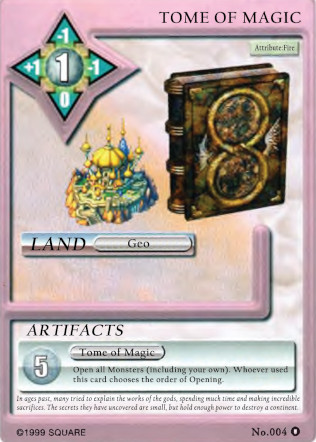 TOME OF MAGIC
Attribute:Fire
-1
+1 1 -1
0
LAND Geo
ARTIFACTS
5
Tome of Magic
Open all Monsters (including your own). Whoever used
this card chooses the order of Opening.
In ages past, many tried to explain the works of the gods, spending much time and making incredible
sacrifices. The secrets they have uncovered are small, but hold enough power to destroy a continent.
©1999 SQUARE
No.004